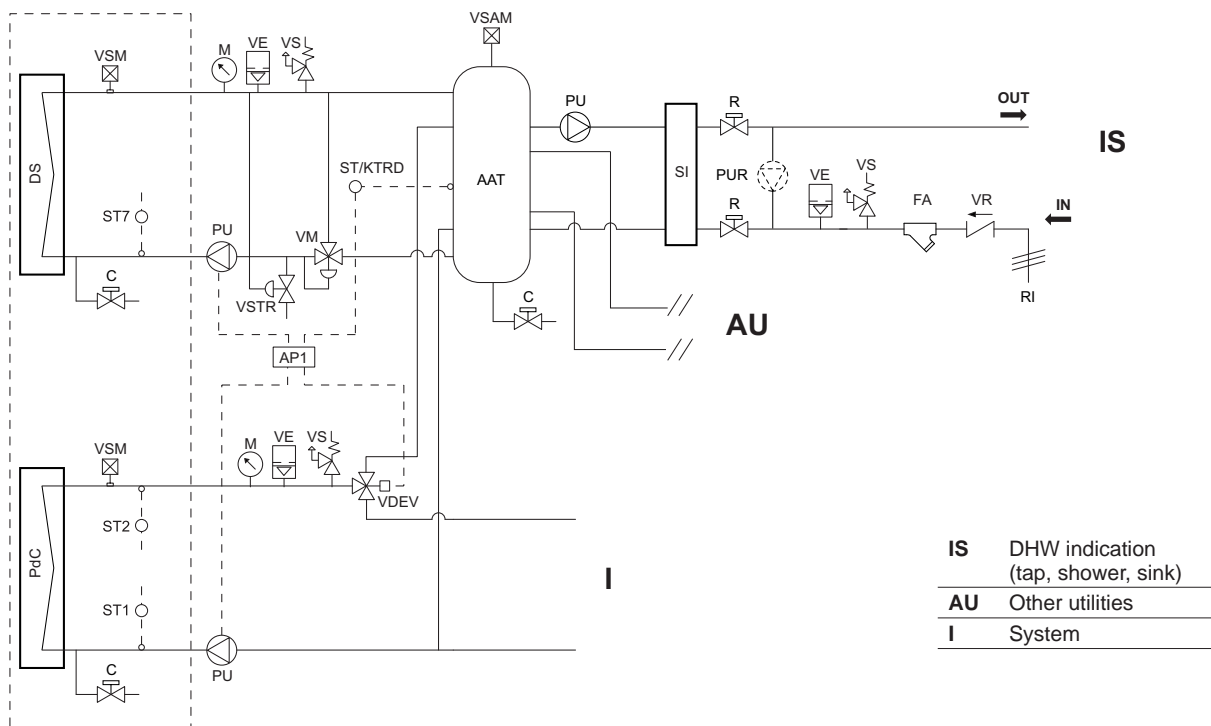 VSAM
VSM
M
VE
VS
PU
R
OUT
IS
DS
ST/KTRD
AAT
SI
PUR
VE
VS
FA
VR
IN
ST7
PU
VM
R
C
VSTR
C
RI
AU
AP1
VSM
M
VE
VS
VDEV
ST2
PdC
I
ST1
C
PU
IS DHW indication
(tap, shower, sink)
AU Other utilities
I System